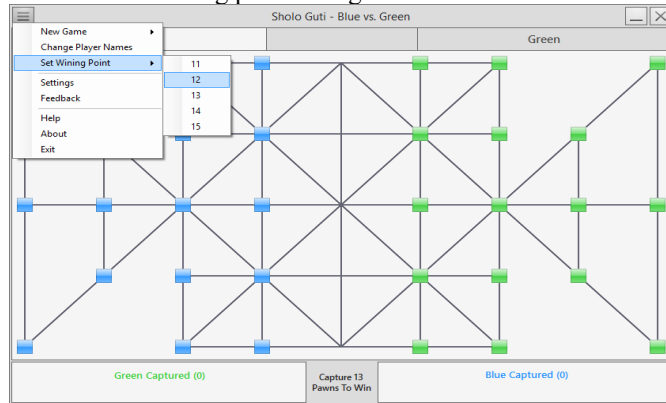 Sholo Guti - Blue vs. Green
New Game
Change Player Names
Set Wining Point
Settings
Feedback
Help
About
Exit
11
12
13
14
15
Green
Green Captured (0)
Capture 13
Pawns To Win
Blue Captured (0)